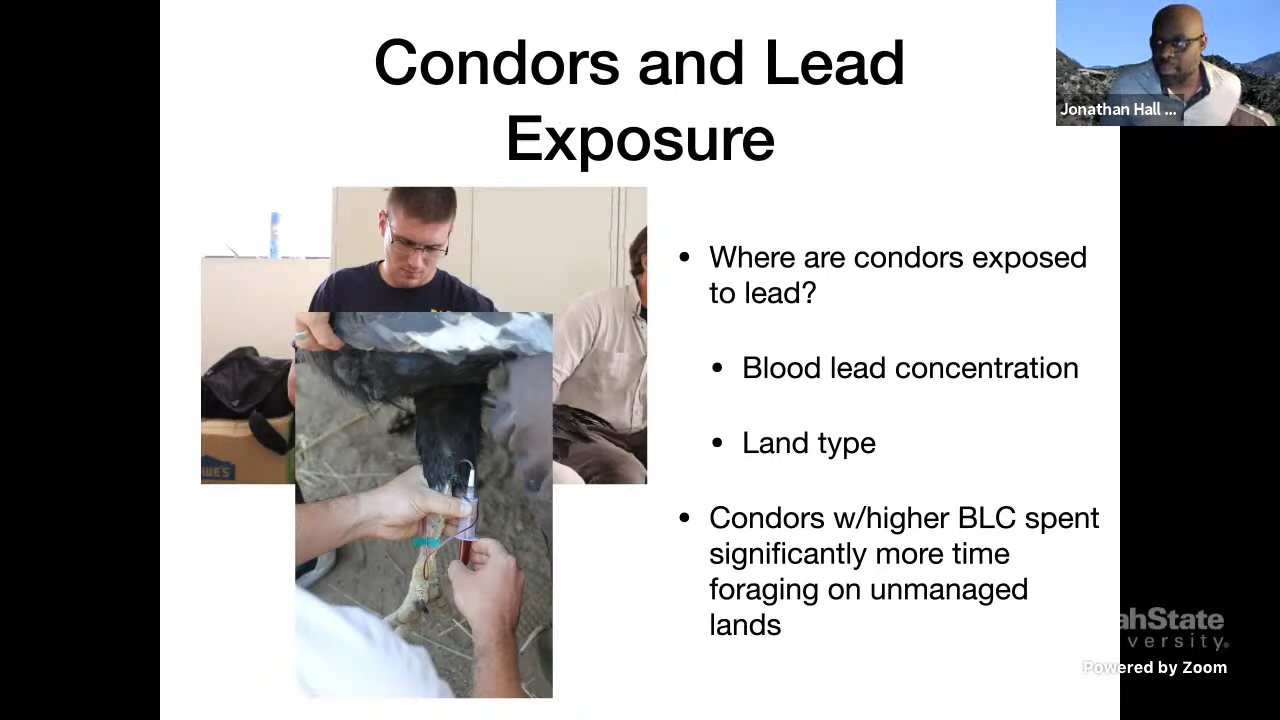 Condors and Lead
Exposure
Jonathan Hall ...
• Where are condors exposed
to lead?
• Blood lead concentration
• Land type
• Condors w/higher BLC spent
significantly more time
foraging on unmanaged
lands
ahState
versity
Powered by Zoom
WE'S